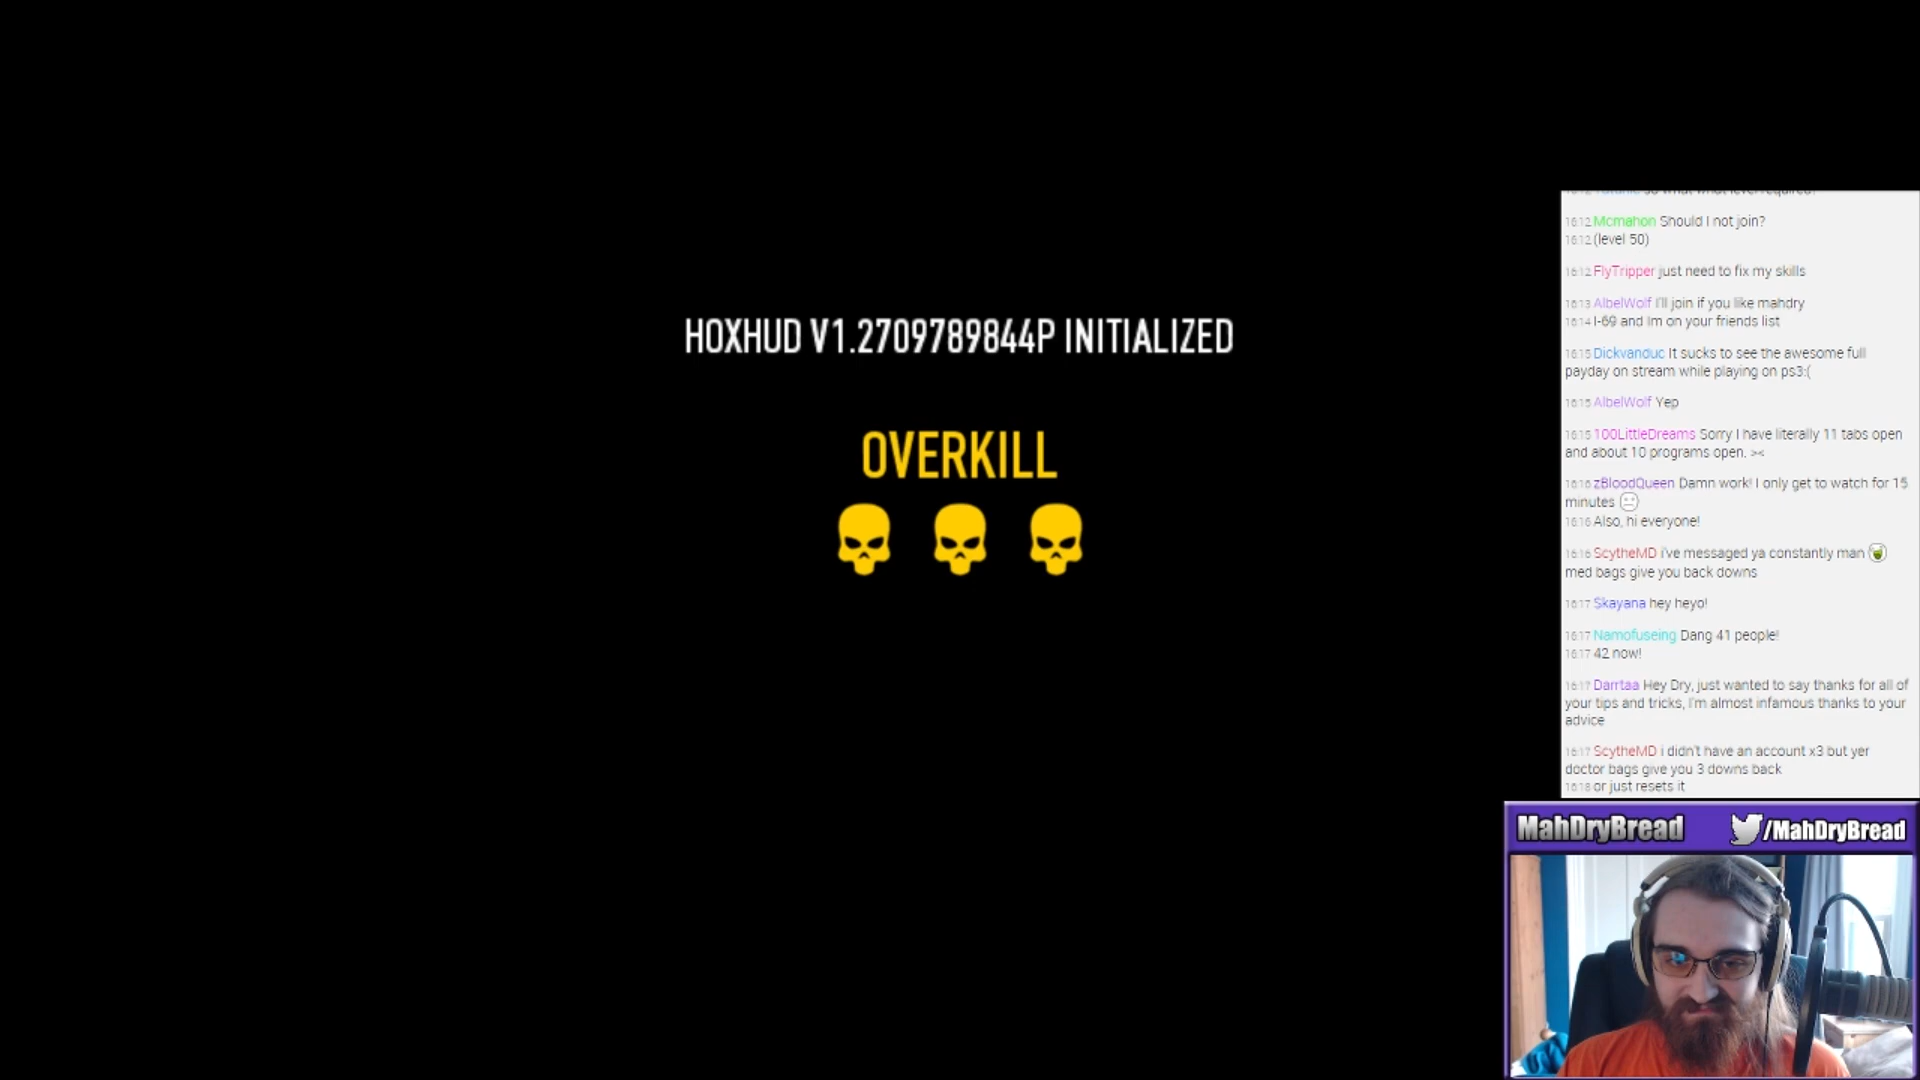 HOXHUD V1.2709789844P INITIALIZED
OVERKILL
16:12 Mcmahon Should I not join?
16:12 (level 50)
16:12 FlyTripper just need to fix my skills
16:13 AlbelWolf I'll join if you like mahdry
16:14 I-69 and Im on your friends list
16:15 Dickvanduc It sucks to see the awesome full
payday on stream while playing on ps3:(
16:15 AlbelWolf Yep
16:15 100LittleDreams Sorry I have literally 11 tabs open
and about 10 programs open. ><
16:16 zBloodQueen Damn work! I only get to watch for 15
minutes
16:16 Also, hi everyone!
16:16 ScytheMD i've messaged ya constantly man
med bags give you back downs
16:17 Skayana hey heyo!
16:17 Namofuseing Dang 41 people!
16:17 42 now!
16:17 Darrtaa Hey Dry, just wanted to say thanks for all of
your tips and tricks, I'm almost infamous thanks to your
advice
16:17 ScytheMD i didn't have an account x3 but yer
doctor bags give you 3 downs back
16:18 or just resets it
MahDryBread /MahDryBread